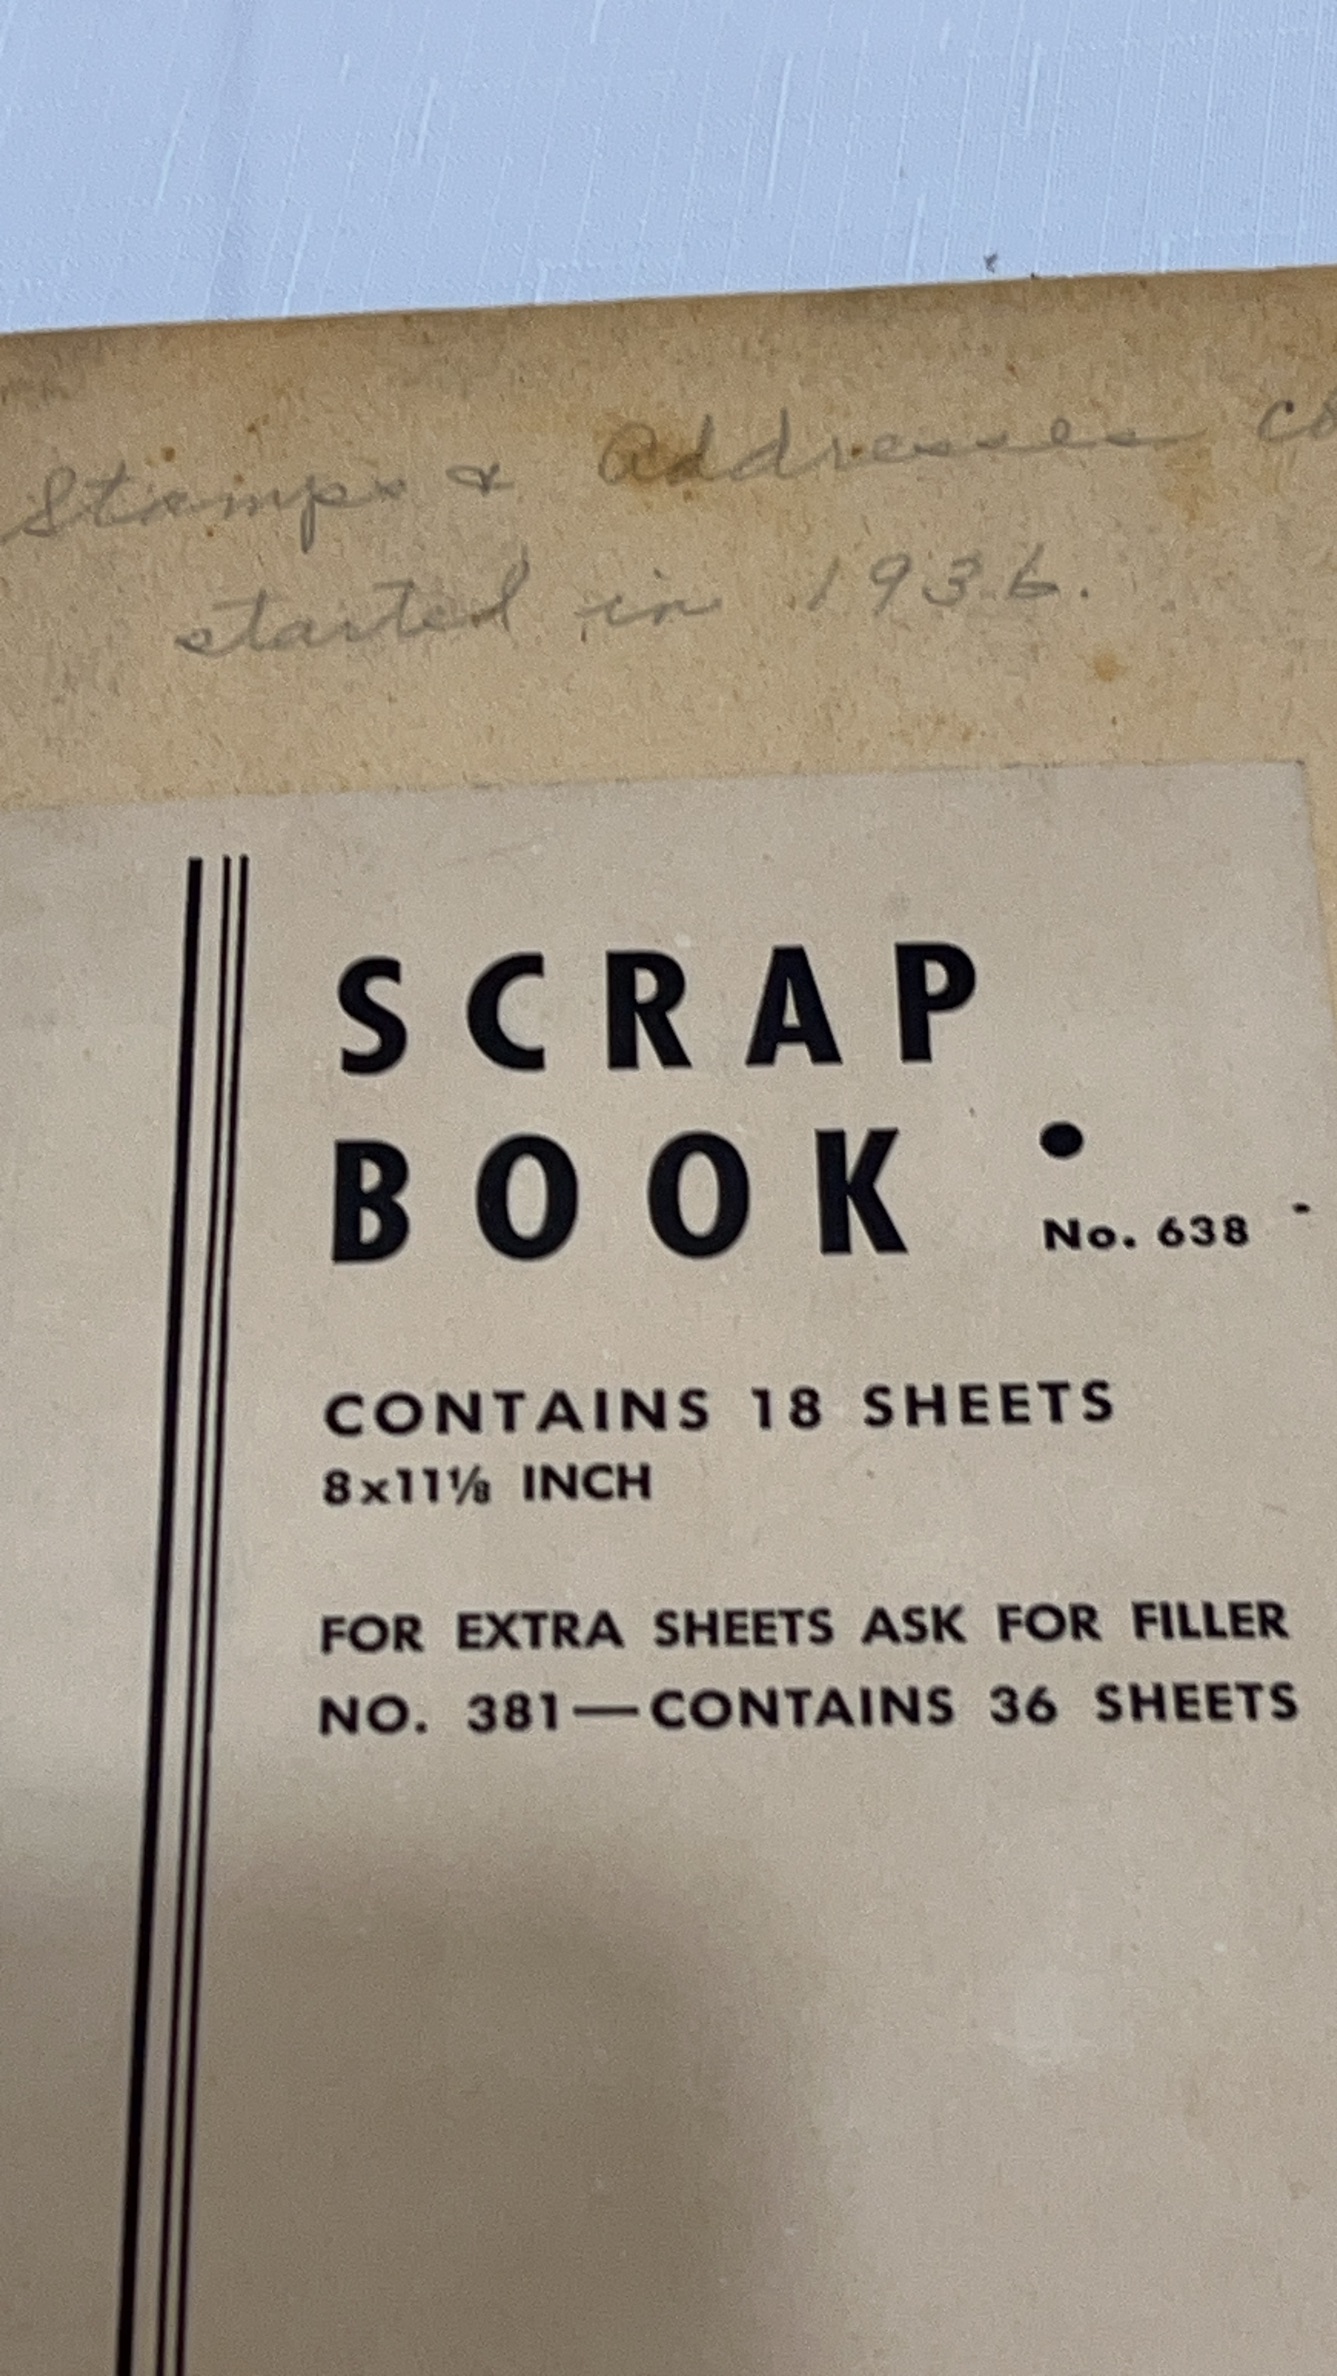 Stamps & Addresses co
started in 1936.
SCRAP
BOOK •
No. 638
CONTAINS 18 SHEETS
8x11⅛ INCH
FOR EXTRA SHEETS ASK FOR FILLER
NO. 381—CONTAINS 36 SHEETS